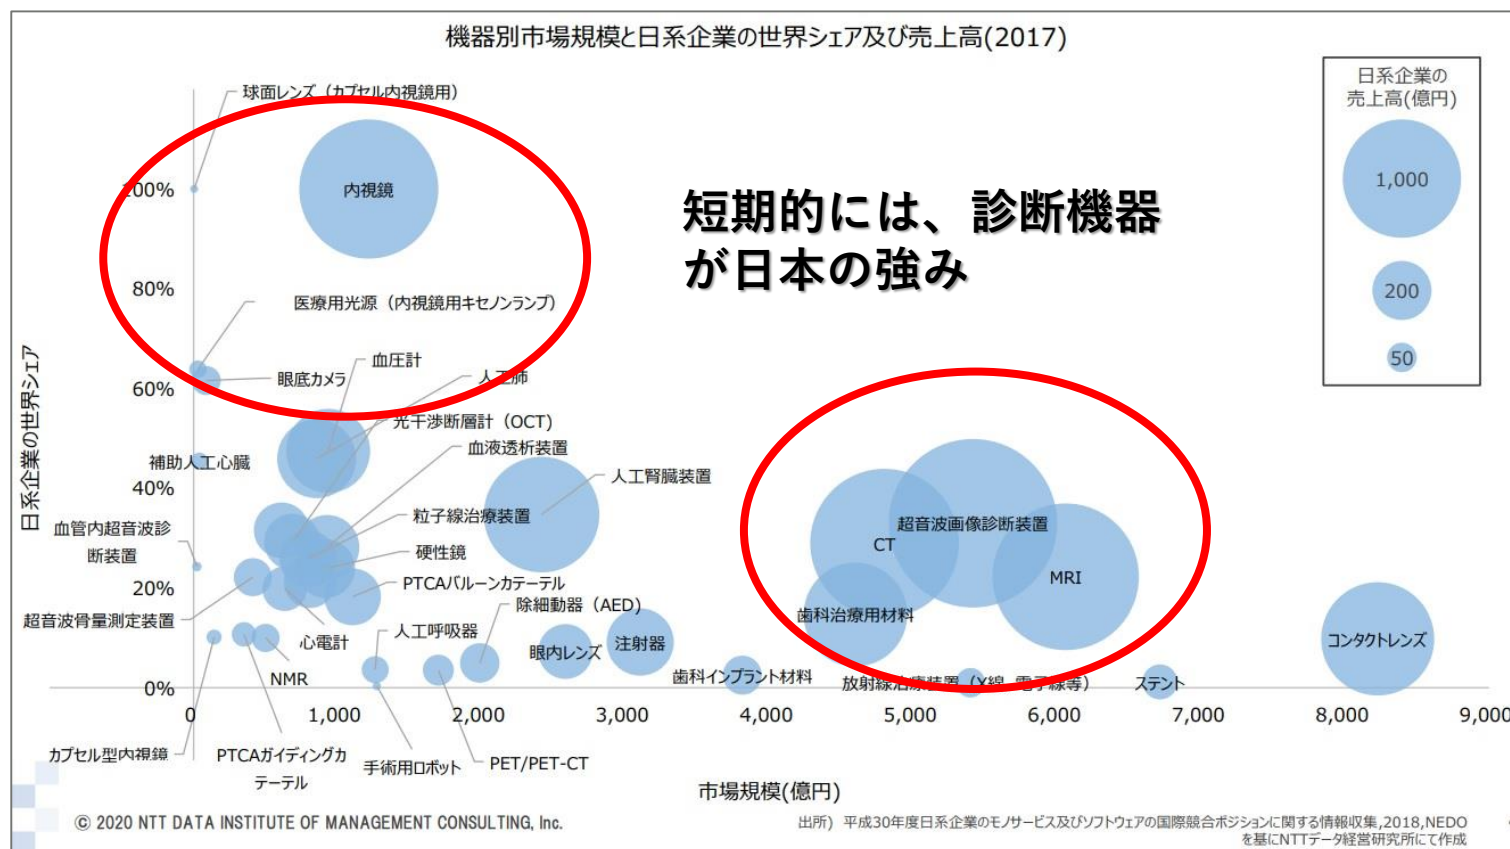 機器別市場規模と日系企業の世界シェア及び売上高(2017)
日系企業の
売上高(億円)
1,000
200
50
球面レンズ（カプセル内視鏡用）
100%
内視鏡
短期的には、診断機器
が日本の強み
80%
医療用光源（内視鏡用キセノンランプ）
血圧計
眼底カメラ
人工肺
60%
光干渉断層計（OCT）
血液透析装置
補助人工心臓
人工腎臓装置
40%
日系企業の世界シェア
血管内超音波診
断装置
粒子線治療装置
超音波画像診断装置
CT
硬性鏡
MRI
PTCAバルーンカテーテル
20%
除細動器（AED）
歯科治療用材料
超音波骨量測定装置
心電計
人工呼吸器
眼内レンズ
注射器
コンタクトレンズ
NMR
歯科インプラント材料
放射線治療装置（X線、電子線等）
ステント
0%
0
1,000
2,000
3,000
4,000
5,000
6,000
7,000
8,000
9,000
カプセル型内視鏡
PTCAガイディングカ
テーテル
手術用ロボット
PET/PET-CT
市場規模(億円)
© 2020 NTT DATA INSTITUTE OF MANAGEMENT CONSULTING, Inc.
出所) 平成30年度日系企業のモノサービス及びソフトウェアの国際競合ポジションに関する情報収集,2018,NEDO
を基にNTTデータ経営研究所にて作成